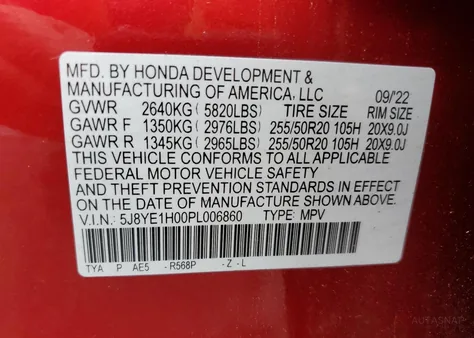 MFD. BY HONDA DEVELOPMENT &
MANUFACTURING OF AMERICA, LLC 09/'22
GVWR 2640KG (5820LBS) TIRE SIZE RIM SIZE
GAWR F 1350KG (2976LBS) 255/50R20 105H 20X9.0J
GAWR R 1345KG (2965LBS) 255/50R20 105H 20X9.0J
THIS VEHICLE CONFORMS TO ALL APPLICABLE
FEDERAL MOTOR VEHICLE SAFETY
AND THEFT PREVENTION STANDARDS IN EFFECT
ON THE DATE OF MANUFACTURE SHOWN ABOVE.
V.I.N: 5J8YE1H00PL006860 TYPE: MPV
TYA P AE5 -R568P -Z-L
AUTASNAP